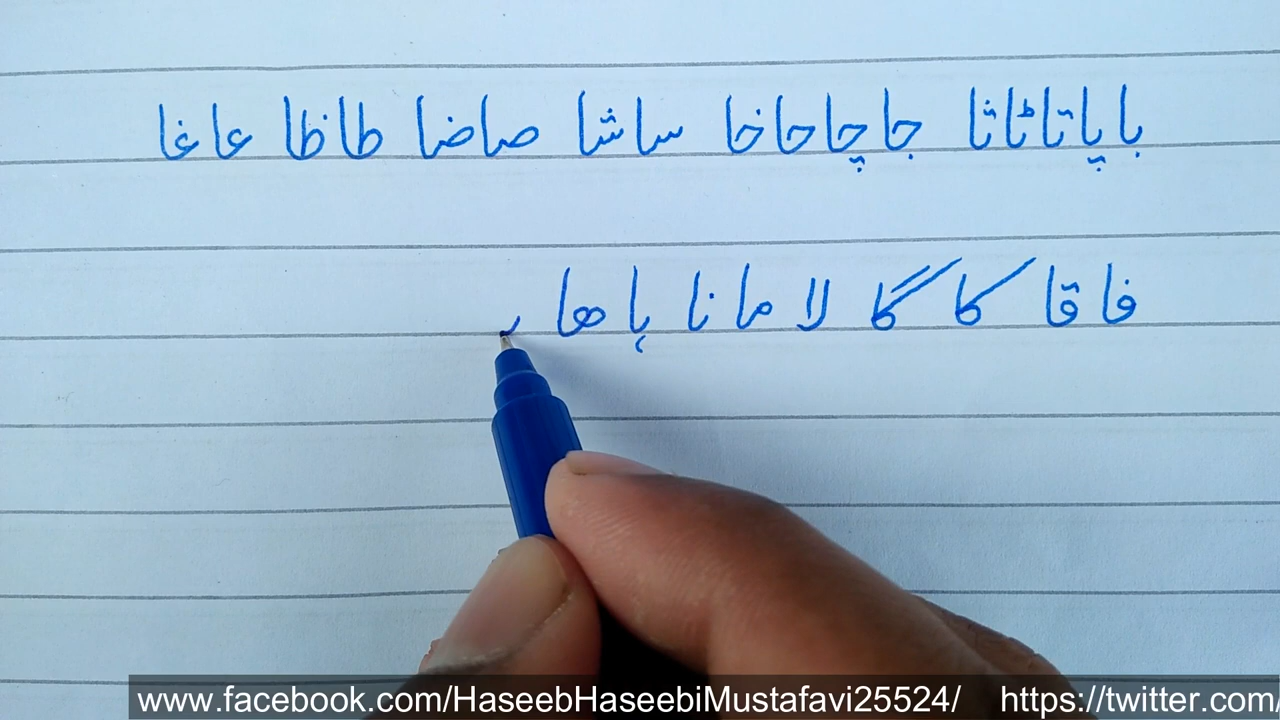 با پا تا ٹا ثا جا چا حا خا سا شا صا ضا طا ظا عا غا
فا قا کا گا لا ما نا ہا ھا
www.facebook.com/HaseebHaseebiMustafavi25524/ https://twitter.com/